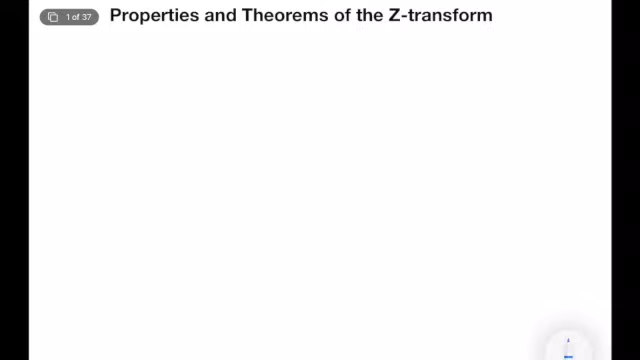 1 of 37 Properties and Theorems of the Z-transform